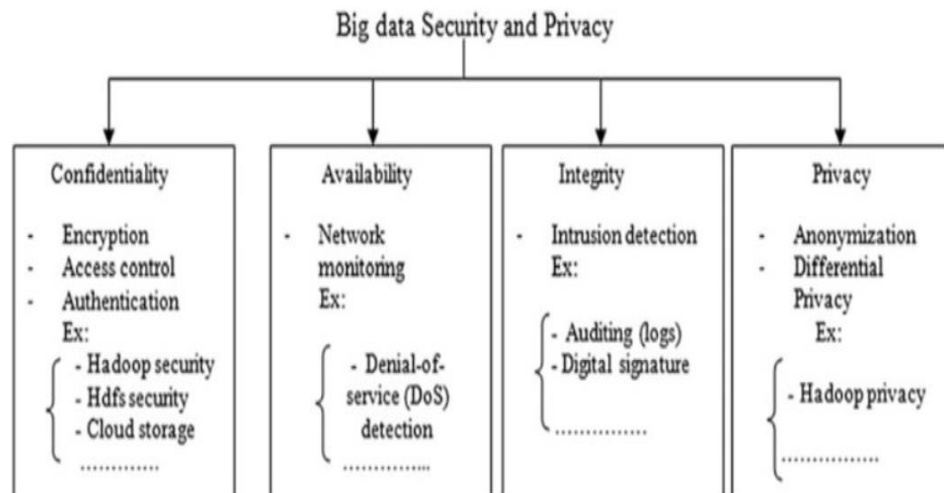 Big data Security and Privacy
Confidentiality
- Encryption
- Access control
- Authentication
Ex:
- Hadoop security
- Hdfs security
- Cloud storage
.............
Availability
- Network
monitoring
Ex:
- Denial-of-
service (DoS)
detection
...............
Integrity
- Intrusion detection
Ex:
- Auditing (logs)
- Digital signature
................
Privacy
- Anonymization
- Differential
Privacy
Ex:
- Hadoop privacy
................